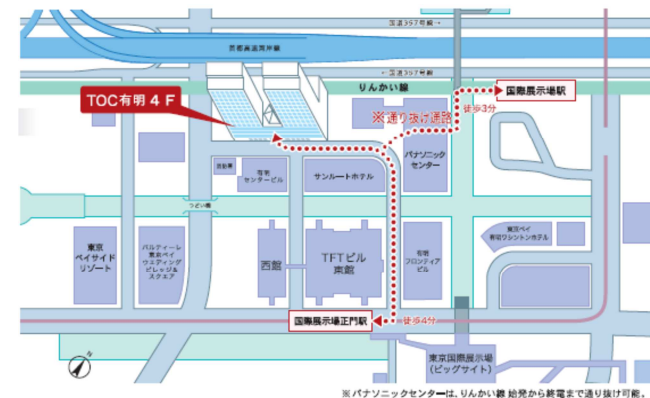 国道357号線→
首都高速湾岸線
←国道357号線
りんかい線
国際展示場駅
TOC有明 4F
徒歩3分
※通り抜け通路
パナソニック
センター
有明
センタービル
サンルートホテル
つどい橋
東京
ベイサイド
リゾート
パルティーレ
東京ベイ
ウエディング
ビレッジ&
スクエア
西館
TFTビル
東館
有明
フロンティア
ビル
東京ベイ
有明ワシントンホテル
国際展示場正門駅
徒歩4分
東京国際展示場
(ビッグサイト)
N
※パナソニックセンターは、りんかい線 始発から終電まで通り抜け可能。